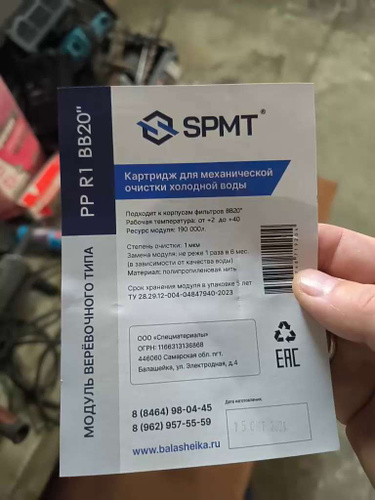 PP R1 BB20"
МОДУЛЬ ВЕРЁВОЧНОГО ТИПА
SPMT®
Картридж для механической
очистки холодной воды
Подходит к корпусам фильтров BB20"
Рабочая температура: от +2 до +40
Ресурс модуля: 190 000л.
Степень очистки: 1 мкм
Замена модуля: не реже 1 раза в 6 мес.
(в зависимости от качества воды)
Материал: полипропиленовая нить
Срок хранения модуля в упаковке 5 лет
ТУ 28.29.12-004-04847940-2023
ООО «Спецматериалы»
ОГРН: 1166313136868
446060 Самарская обл. пгт.
Балашейка, ул. Электродная, д.4
EAC
8 (8464) 98-04-45
8 (962) 957-55-59
www.balasheika.ru
Дата изготовления: